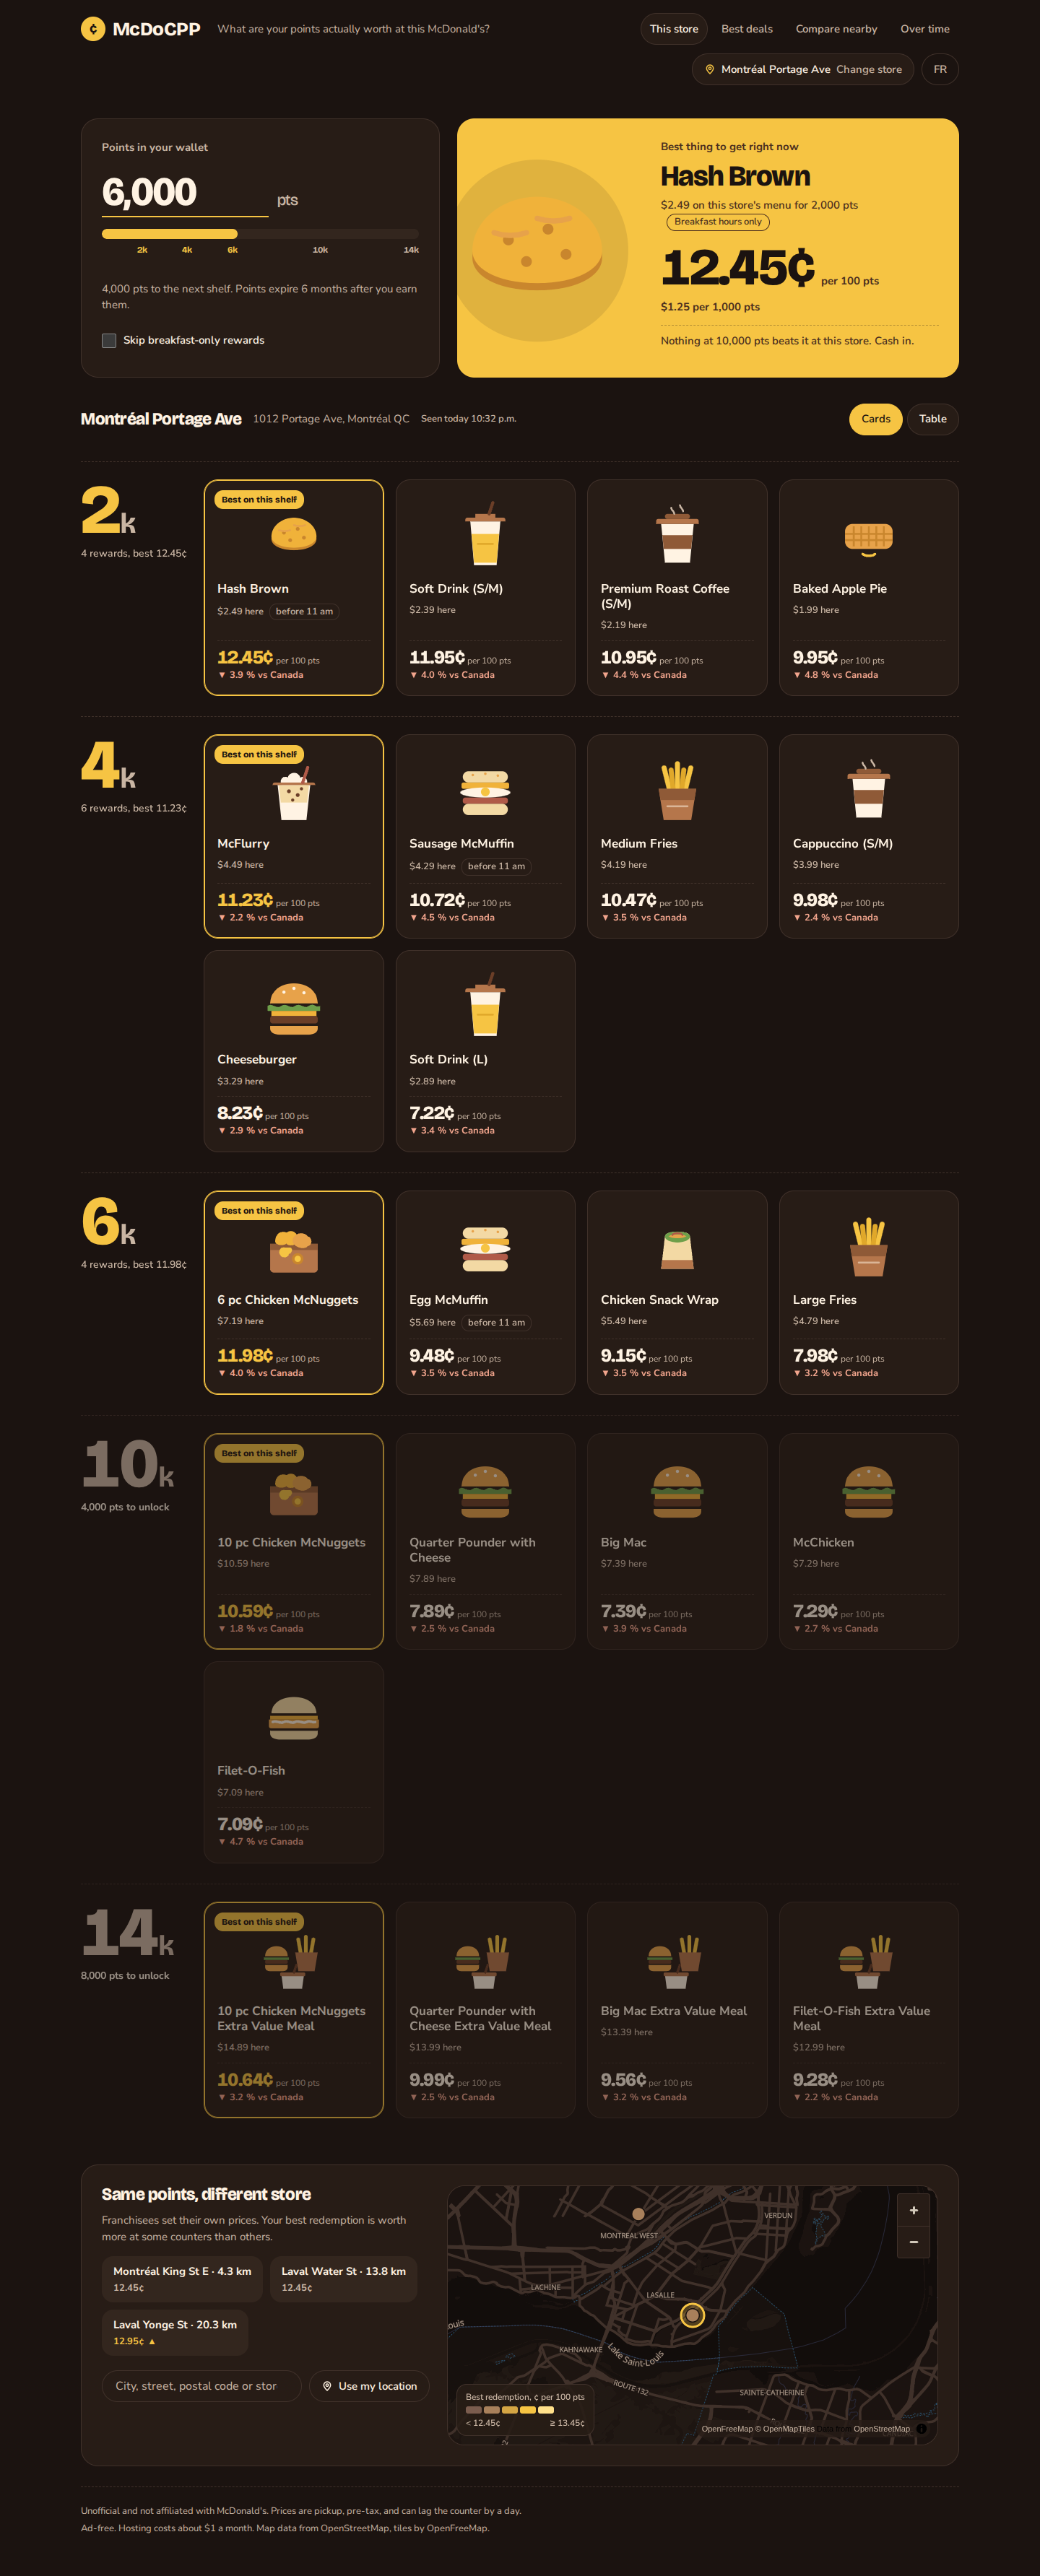 ¢ McDoCPP What are your points actually worth at this McDonald's? This store Best deals Compare nearby Over time
Montréal Portage Ave Change store FR
Points in your wallet
6,000 pts
2k 4k 6k 10k 14k
4,000 pts to the next shelf. Points expire 6 months after you earn
them.
Skip breakfast-only rewards
Best thing to get right now
Hash Brown
$2.49 on this store's menu for 2,000 pts
Breakfast hours only
12.45¢ per 100 pts
$1.25 per 1,000 pts
Nothing at 10,000 pts beats it at this store. Cash in.
Montréal Portage Ave 1012 Portage Ave, Montréal QC Seen today 10:32 p.m. Cards Table
2k
4 rewards, best 12.45¢
Best on this shelf
Hash Brown
$2.49 here before 11 am
12.45¢ per 100 pts
▼ 3.9 % vs Canada
Soft Drink (S/M)
$2.39 here
11.95¢ per 100 pts
▼ 4.0 % vs Canada
Premium Roast Coffee
(S/M)
$2.19 here
10.95¢ per 100 pts
▼ 4.4 % vs Canada
Baked Apple Pie
$1.99 here
9.95¢ per 100 pts
▼ 4.8 % vs Canada
4k
6 rewards, best 11.23¢
Best on this shelf
McFlurry
$4.49 here
11.23¢ per 100 pts
▼ 2.2 % vs Canada
Sausage McMuffin
$4.29 here before 11 am
10.72¢ per 100 pts
▼ 4.5 % vs Canada
Medium Fries
$4.19 here
10.47¢ per 100 pts
▼ 3.5 % vs Canada
Cappuccino (S/M)
$3.99 here
9.98¢ per 100 pts
▼ 2.4 % vs Canada
Cheeseburger
$3.29 here
8.23¢ per 100 pts
▼ 2.9 % vs Canada
Soft Drink (L)
$2.89 here
7.22¢ per 100 pts
▼ 3.4 % vs Canada
6k
4 rewards, best 11.98¢
Best on this shelf
6 pc Chicken McNuggets
$7.19 here
11.98¢ per 100 pts
▼ 4.0 % vs Canada
Egg McMuffin
$5.69 here before 11 am
9.48¢ per 100 pts
▼ 3.5 % vs Canada
Chicken Snack Wrap
$5.49 here
9.15¢ per 100 pts
▼ 3.5 % vs Canada
Large Fries
$4.79 here
7.98¢ per 100 pts
▼ 3.2 % vs Canada
10k
4,000 pts to unlock
Best on this shelf
10 pc Chicken McNuggets
$10.59 here
10.59¢ per 100 pts
▼ 1.8 % vs Canada
Quarter Pounder with
Cheese
$7.89 here
7.89¢ per 100 pts
▼ 2.5 % vs Canada
Big Mac
$7.39 here
7.39¢ per 100 pts
▼ 3.9 % vs Canada
McChicken
$7.29 here
7.29¢ per 100 pts
▼ 2.7 % vs Canada
Filet-O-Fish
$7.09 here
7.09¢ per 100 pts
▼ 4.7 % vs Canada
14k
8,000 pts to unlock
Best on this shelf
10 pc Chicken McNuggets
Extra Value Meal
$14.89 here
10.64¢ per 100 pts
▼ 3.2 % vs Canada
Quarter Pounder with
Cheese Extra Value Meal
$13.99 here
9.99¢ per 100 pts
▼ 2.5 % vs Canada
Big Mac Extra Value Meal
$13.39 here
9.56¢ per 100 pts
▼ 3.2 % vs Canada
Filet-O-Fish Extra Value
Meal
$12.99 here
9.28¢ per 100 pts
▼ 2.2 % vs Canada
Same points, different store
Franchisees set their own prices. Your best redemption is worth
more at some counters than others.
Montréal King St E · 4.3 km
12.45¢
Laval Water St · 13.8 km
12.45¢
Laval Yonge St · 20.3 km
12.95¢ ▲
City, street, postal code or stor
Use my location
+
−
VERDUN
MONTREAL WEST
LACHINE
LASALLE
ouis
KAHNAWAKE
Lake Saint-Louis
ROUTE 132
SAINTE-CATHERINE
Best redemption, ¢ per 100 pts
< 12.45¢ ≥ 13.45¢
OpenFreeMap © OpenMapTiles Data from OpenStreetMap
Unofficial and not affiliated with McDonald's. Prices are pickup, pre-tax, and can lag the counter by a day.
Ad-free. Hosting costs about $1 a month. Map data from OpenStreetMap, tiles by OpenFreeMap.